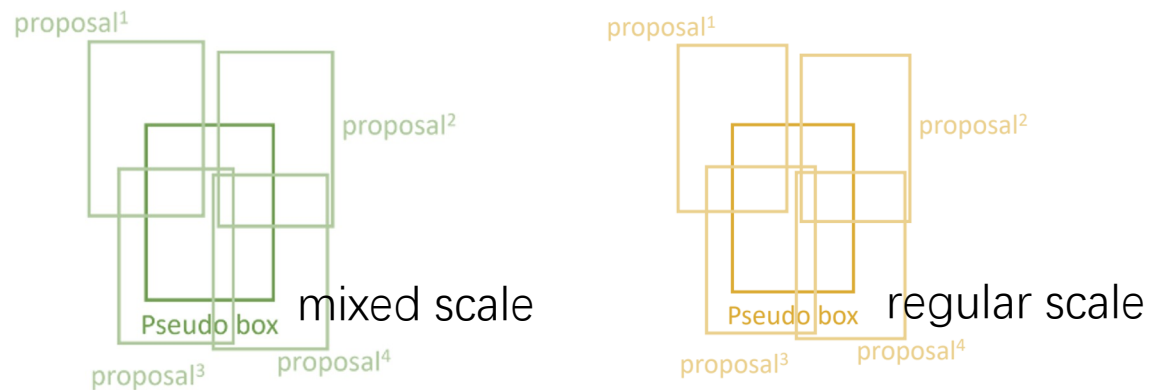 proposal¹
proposal²
mixed scale
Pseudo box
proposal⁴
proposal³
proposal¹
proposal²
regular scale
Pseudo box
proposal⁴
proposal³